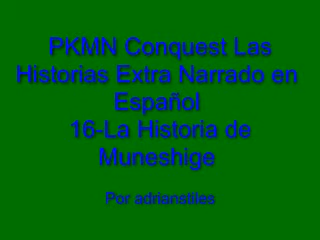 PKMN Conquest Las
Historias Extra Narrado en
Español
16-La Historia de
Muneshige
Por adrianstiles